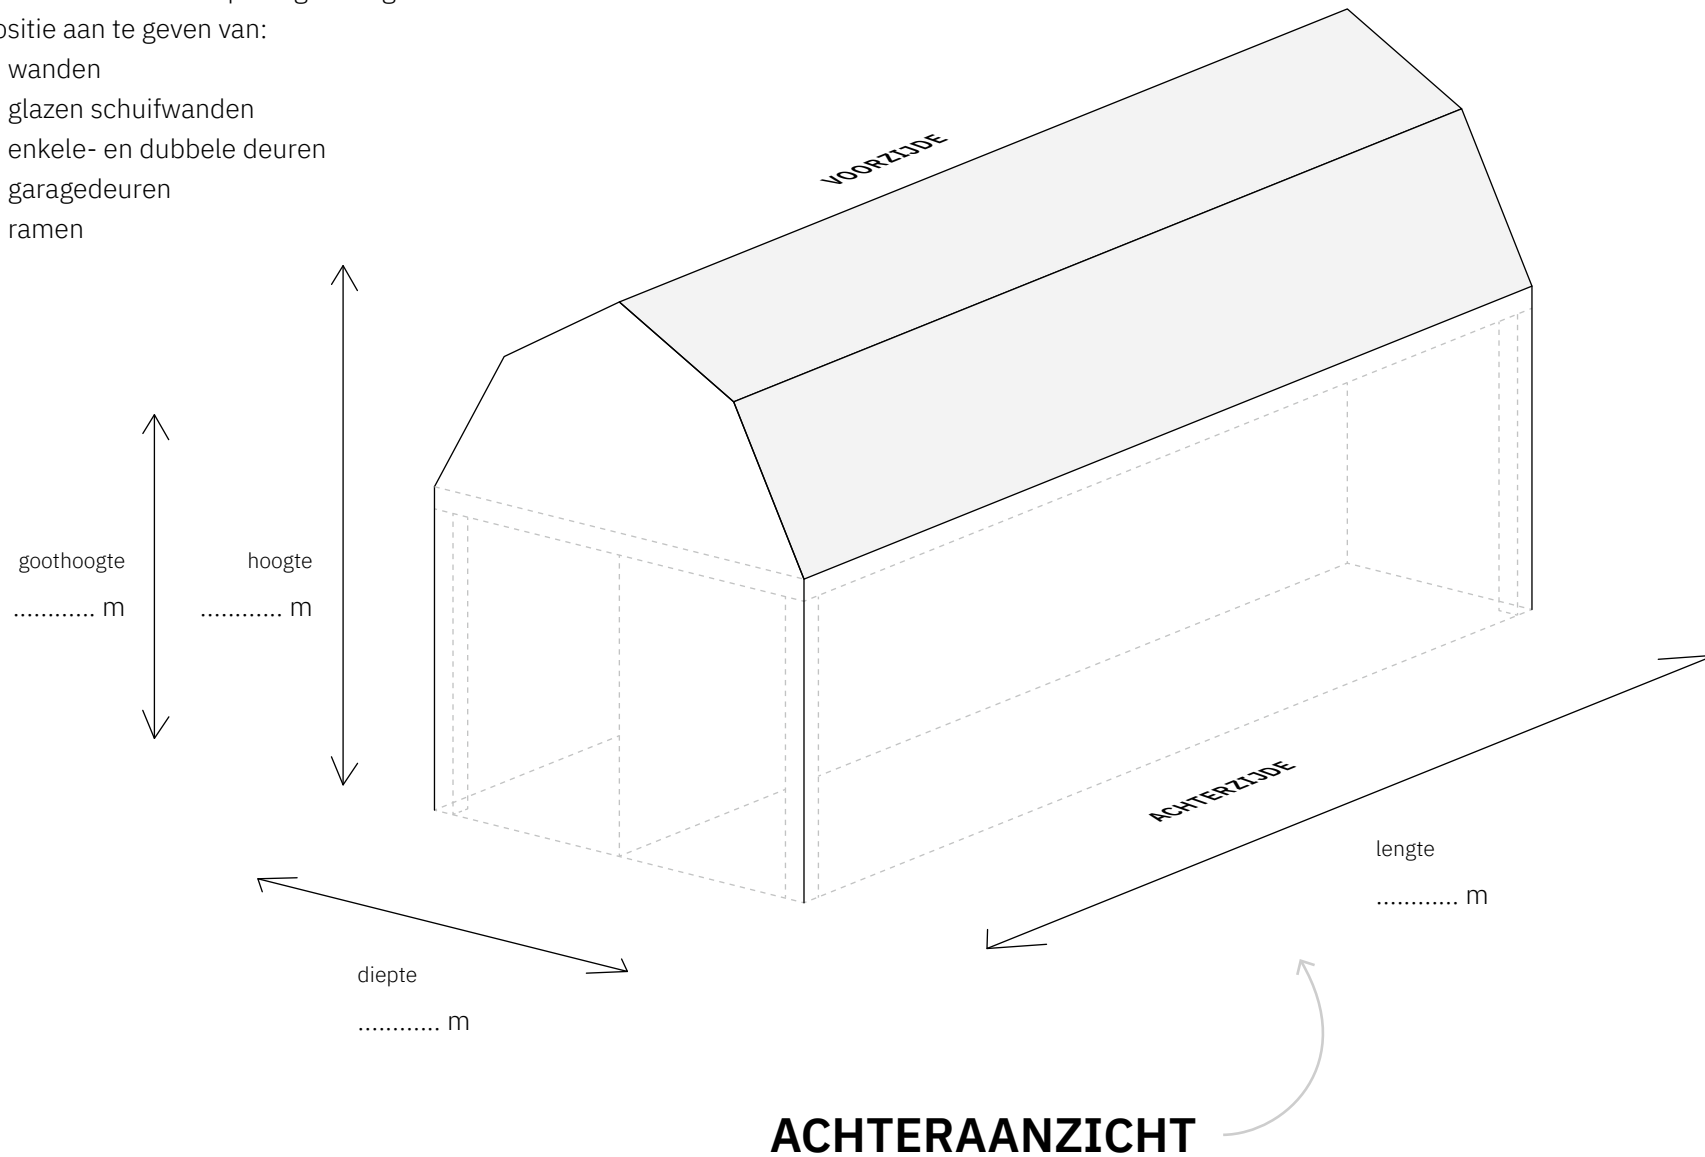 ositie aan te geven van:
wanden
glazen schuifwanden
enkele- en dubbele deuren
garagedeuren
ramen
VOORZIJDE
goothoogte
............ m
hoogte
............ m
ACHTERZIJDE
lengte
............ m
diepte
............ m
ACHTERAANZICHT